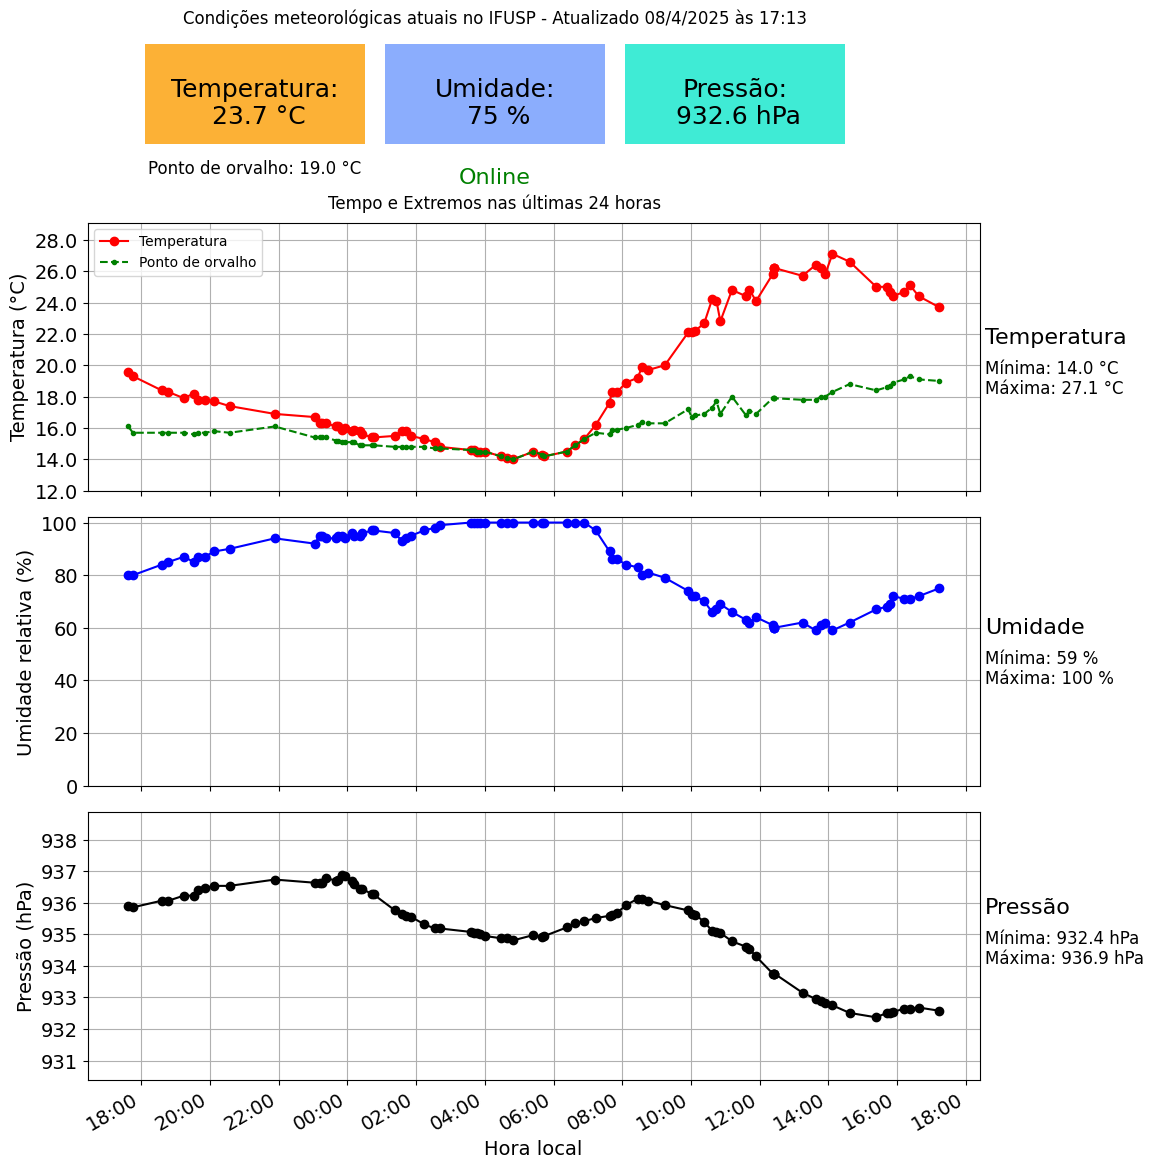 Condições meteorológicas atuais no IFUSP - Atualizado 08/4/2025 às 17:13
Temperatura:
23.7 °C
Umidade:
75 %
Pressão:
932.6 hPa
Ponto de orvalho: 19.0 °C
Online
Tempo e Extremos nas últimas 24 horas
Temperatura
Ponto de orvalho
Temperatura (°C)
28.0
26.0
24.0
22.0
20.0
18.0
16.0
14.0
12.0
Temperatura
Mínima: 14.0 °C
Máxima: 27.1 °C
Umidade relativa (%)
100
80
60
40
20
0
Umidade
Mínima: 59 %
Máxima: 100 %
Pressão (hPa)
938
937
936
935
934
933
932
931
Pressão
Mínima: 932.4 hPa
Máxima: 936.9 hPa
18:00 20:00 22:00 00:00 02:00 04:00 06:00 08:00 10:00 12:00 14:00 16:00 18:00
Hora local